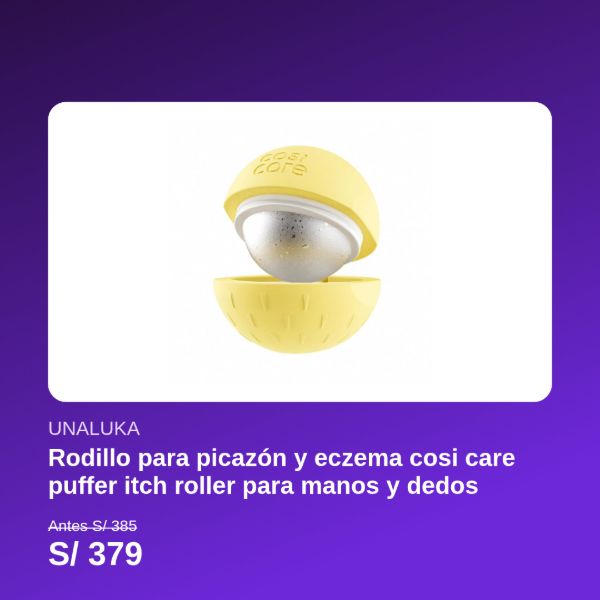 cosi
care
UNALUKA
Rodillo para picazón y eczema cosi care
puffer itch roller para manos y dedos
Antes S/ 385
S/ 379